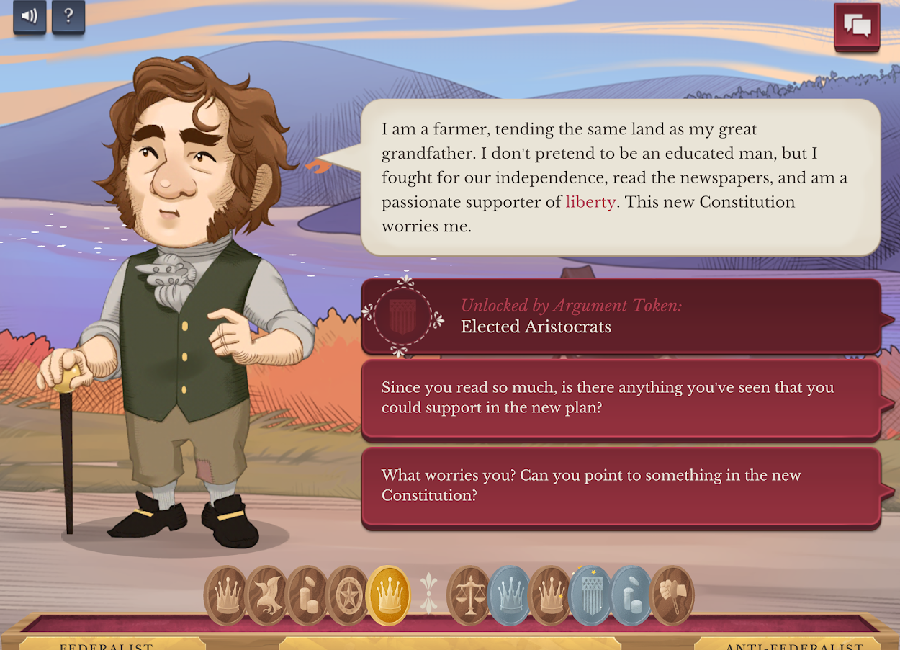 ?
I am a farmer, tending the same land as my great
grandfather. I don't pretend to be an educated man, but I
fought for our independence, read the newspapers, and am a
passionate supporter of liberty. This new Constitution
worries me.
Unlocked by Argument Token:
Elected Aristocrats
Since you read so much, is there anything you've seen that you
could support in the new plan?
What worries you? Can you point to something in the new
Constitution?
FEDERALIST
ANTI-FEDERALIST